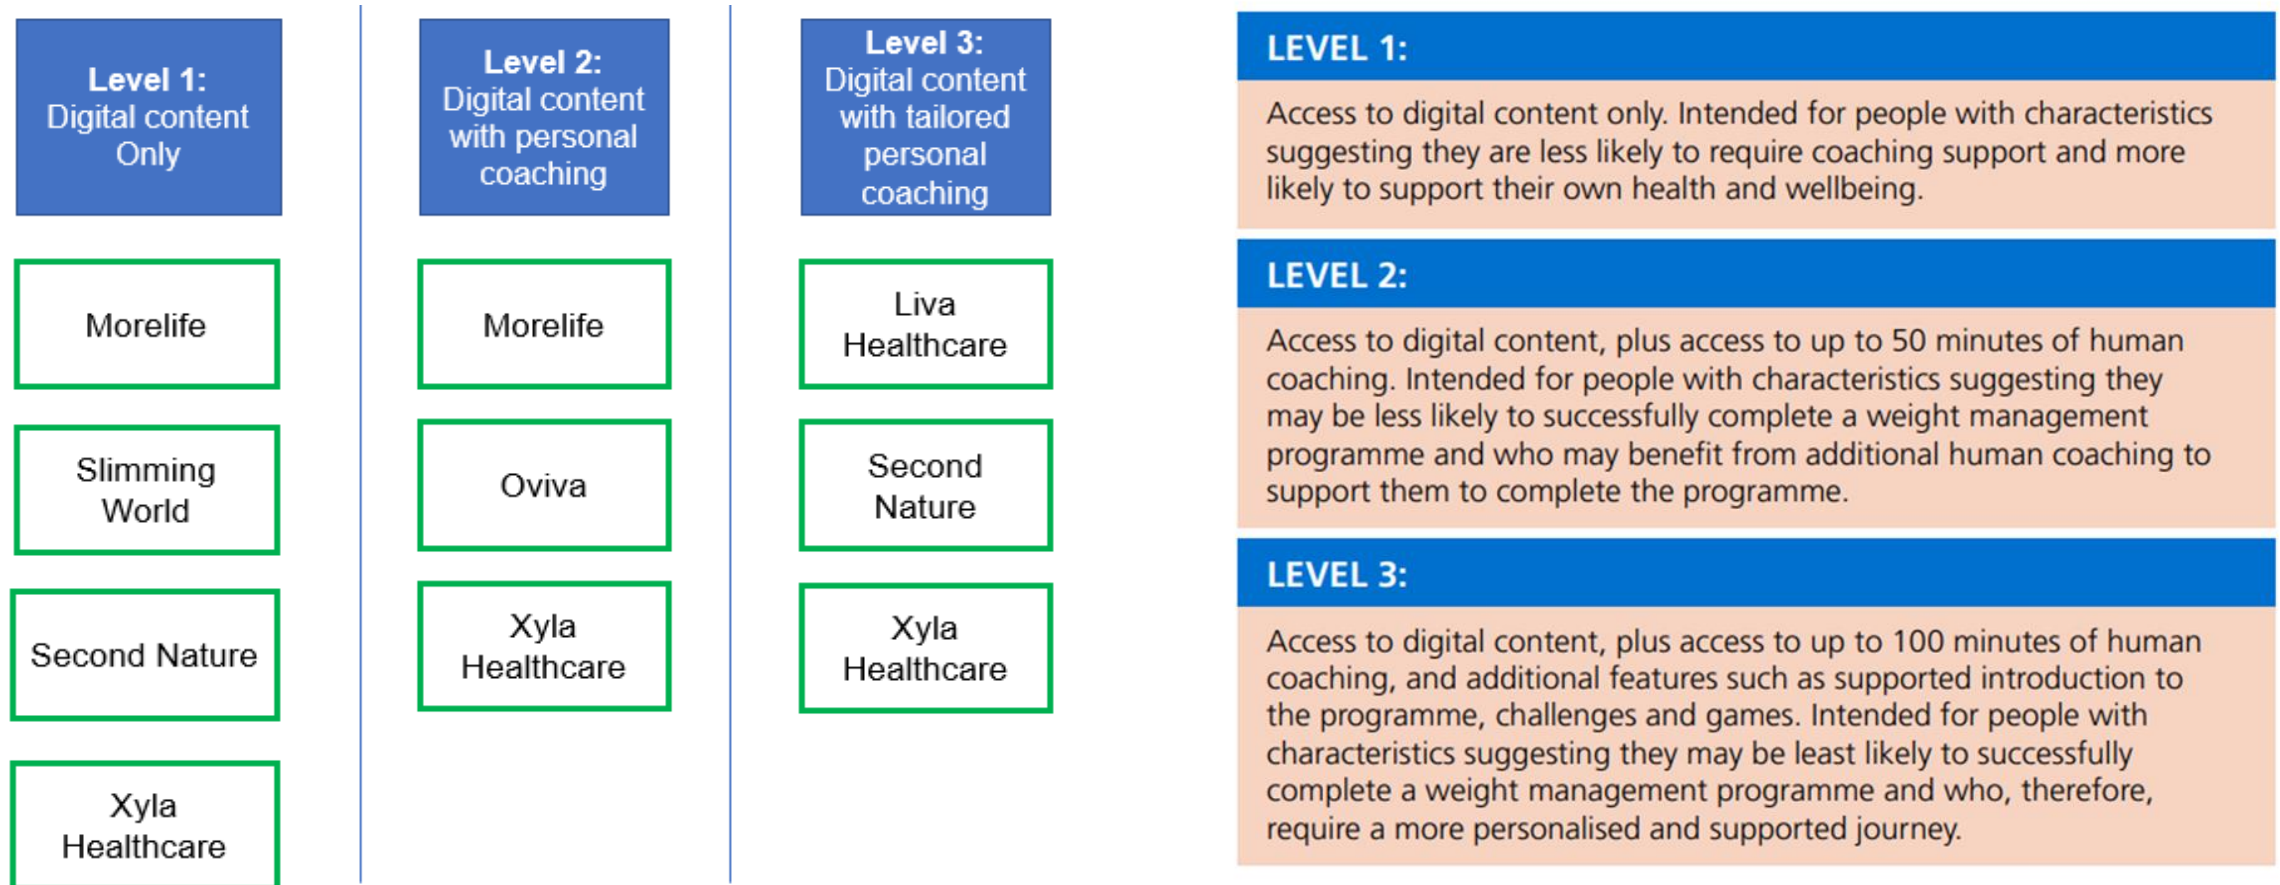 Level 1:
Digital content
Only
Morelife
Slimming
World
Second Nature
Xyla
Healthcare
Level 2:
Digital content
with personal
coaching
Morelife
Oviva
Xyla
Healthcare
Level 3:
Digital content
with tailored
personal
coaching
Liva
Healthcare
Second
Nature
Xyla
Healthcare
LEVEL 1:
Access to digital content only. Intended for people with characteristics
suggesting they are less likely to require coaching support and more
likely to support their own health and wellbeing.
LEVEL 2:
Access to digital content, plus access to up to 50 minutes of human
coaching. Intended for people with characteristics suggesting they
may be less likely to successfully complete a weight management
programme and who may benefit from additional human coaching to
support them to complete the programme.
LEVEL 3:
Access to digital content, plus access to up to 100 minutes of human
coaching, and additional features such as supported introduction to
the programme, challenges and games. Intended for people with
characteristics suggesting they may be least likely to successfully
complete a weight management programme and who, therefore,
require a more personalised and supported journey.